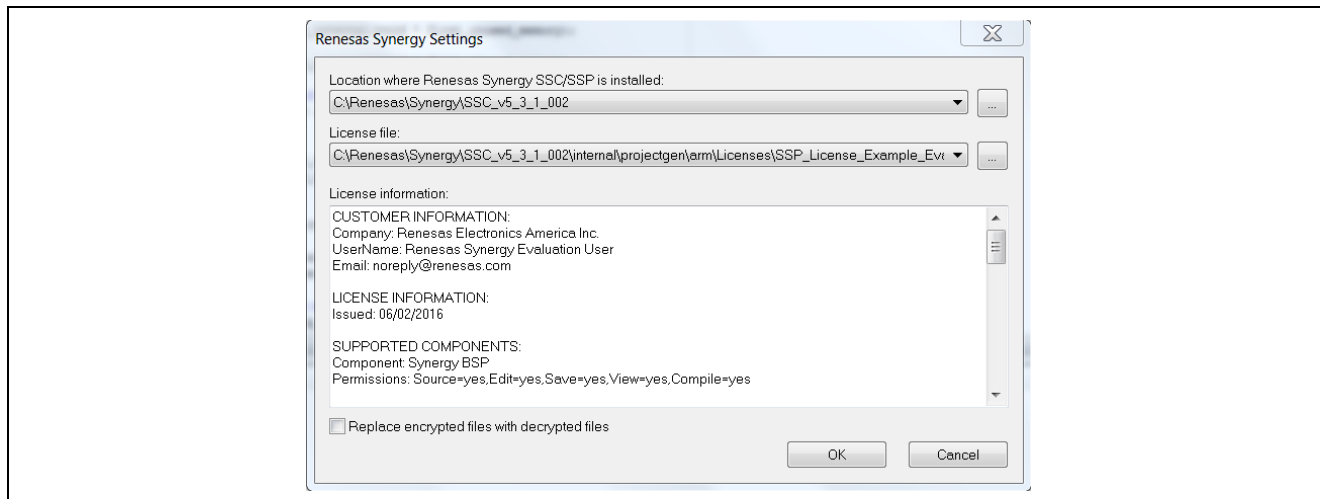 Renesas Synergy Settings
Location where Renesas Synergy SSC/SSP is installed:
C:\Renesas\Synergy\SSC_v5_3_1_002
...
License file:
C:\Renesas\Synergy\SSC_v5_3_1_002\internal\projectgen\arm\Licenses\SSP_License_Example_Eva
...
License information:
CUSTOMER INFORMATION:
Company: Renesas Electronics America Inc.
UserName: Renesas Synergy Evaluation User
Email: noreply@renesas.com
LICENSE INFORMATION:
Issued: 06/02/2016
SUPPORTED COMPONENTS:
Component: Synergy BSP
Permissions: Source=yes,Edit=yes,Save=yes,View=yes,Compile=yes
Replace encrypted files with decrypted files
OK
Cancel